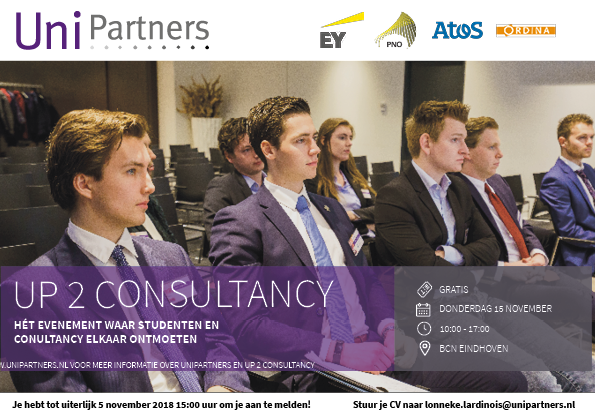 Uni Partners
EY
PNO
Atos
ORDINA
UP 2 CONSULTANCY
HÉT EVENEMENT WAAR STUDENTEN EN
CONULTANCY ELKAAR ONTMOETEN
W.UNIPARTNERS.NL VOOR MEER INFORMATIE OVER UNIPARTNERS EN UP 2 CONSULTANCY
GRATIS
DONDERDAG 15 NOVEMBER
10:00 - 17:00
BCN EINDHOVEN
Je hebt tot uiterlijk 5 november 2018 15:00 uur om je aan te melden!
Stuur je CV naar lonneke.lardinois@unipartners.nl